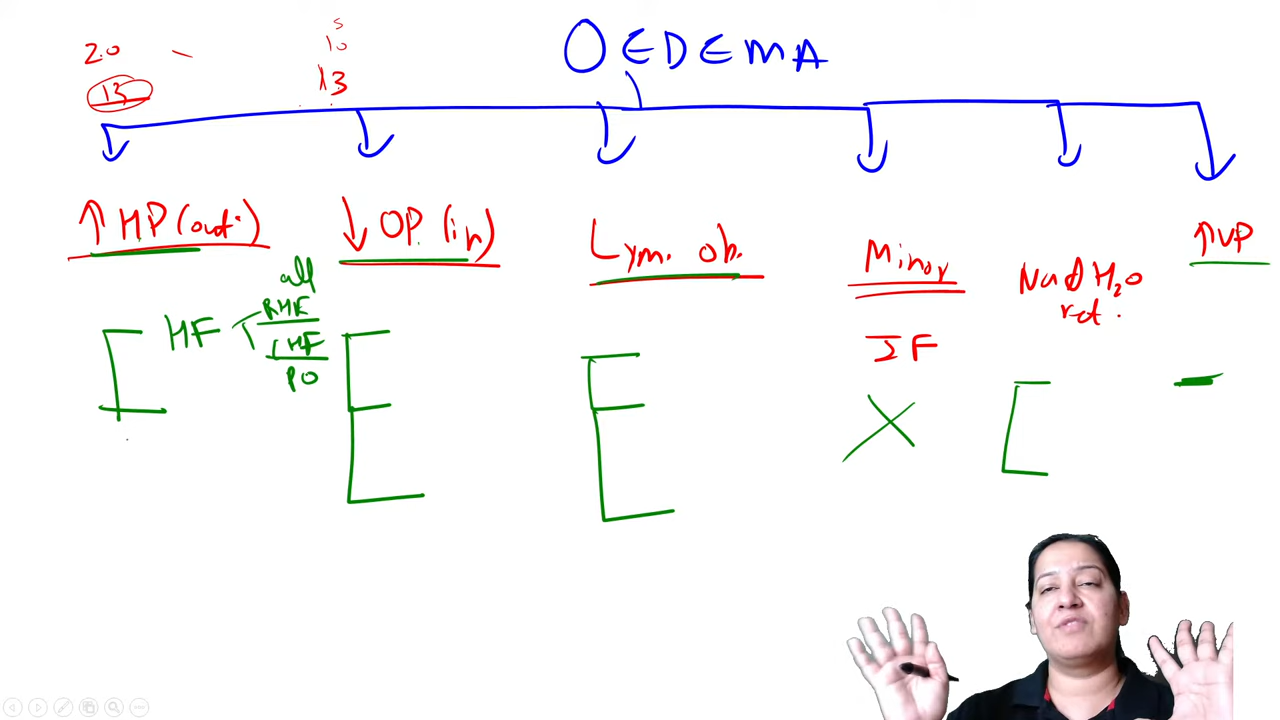 OEDEMA
20
13
5
10
13
↑ HP (out)
↓ OP (in)
Lym. ob.
Minor
Na & H₂O
ret.
↑ VP
HF
all
RHF
LHF
PO
IF